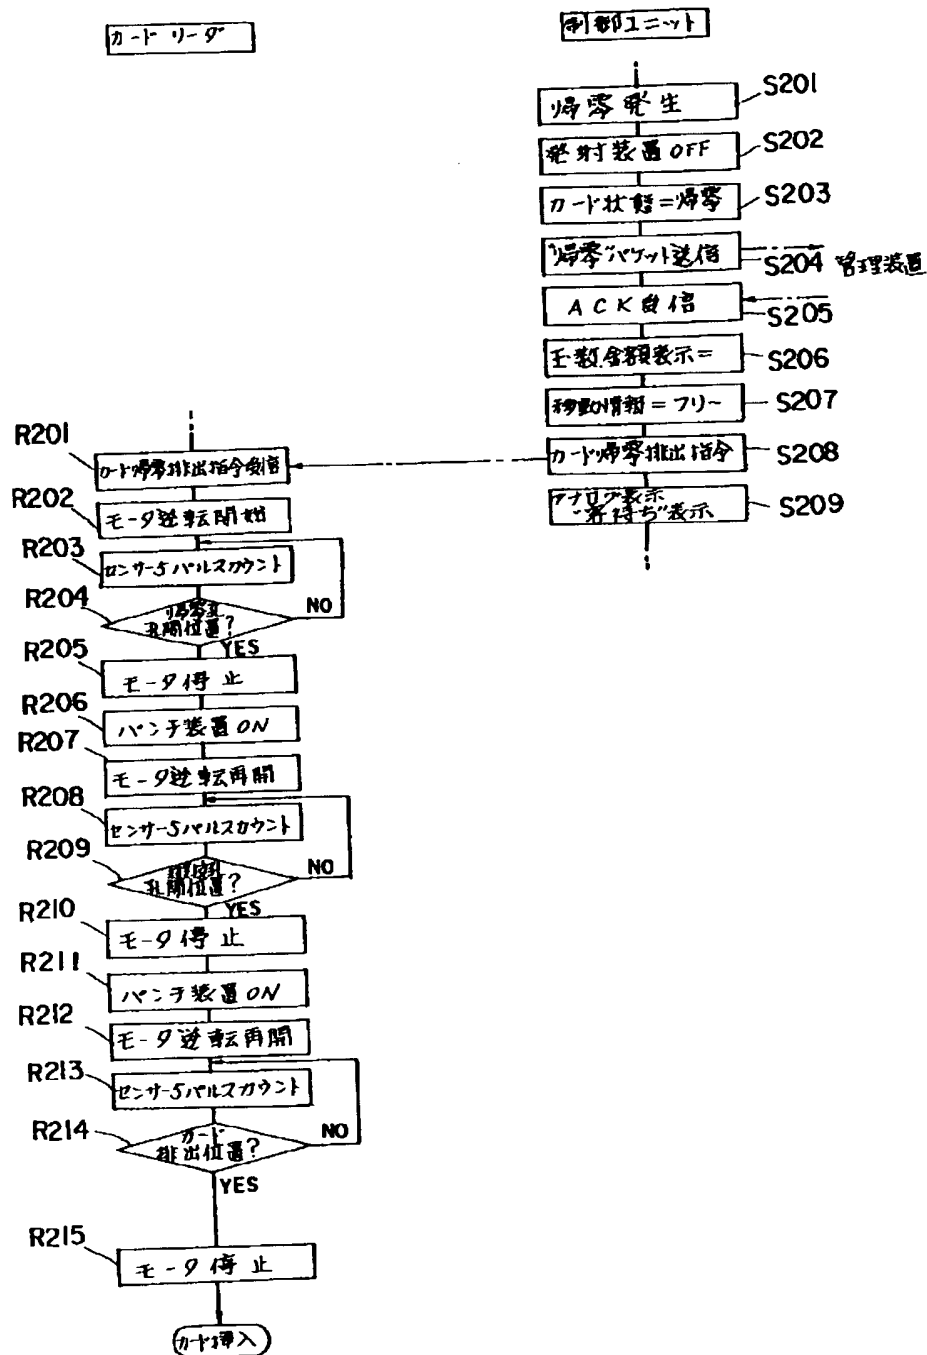 カード リーダ
制御ユニット
帰零発生
S201
発射装置OFF
S202
カード状態=帰零
S203
"帰零"パケット送信
S204 管理装置
ACK受信
S205
玉数,金額表示=
S206
移動情報=フリー
S207
カード帰零排出指令
S208
アナログ表示
"客待ち"表示
S209
R201
カード帰零排出指令受信
R202
モータ逆転開始
R203
センサー5パルスカウント
R204
帰零孔
孔開位置?
NO
YES
R205
モータ停止
R206
パンチ装置ON
R207
モータ逆転再開
R208
センサー5パルスカウント
R209
孔開位置?
NO
YES
R210
モータ停止
R211
パンチ装置ON
R212
モータ逆転再開
R213
センサー5パルスカウント
R214
カード
排出位置?
NO
YES
R215
モータ停止
カード挿入